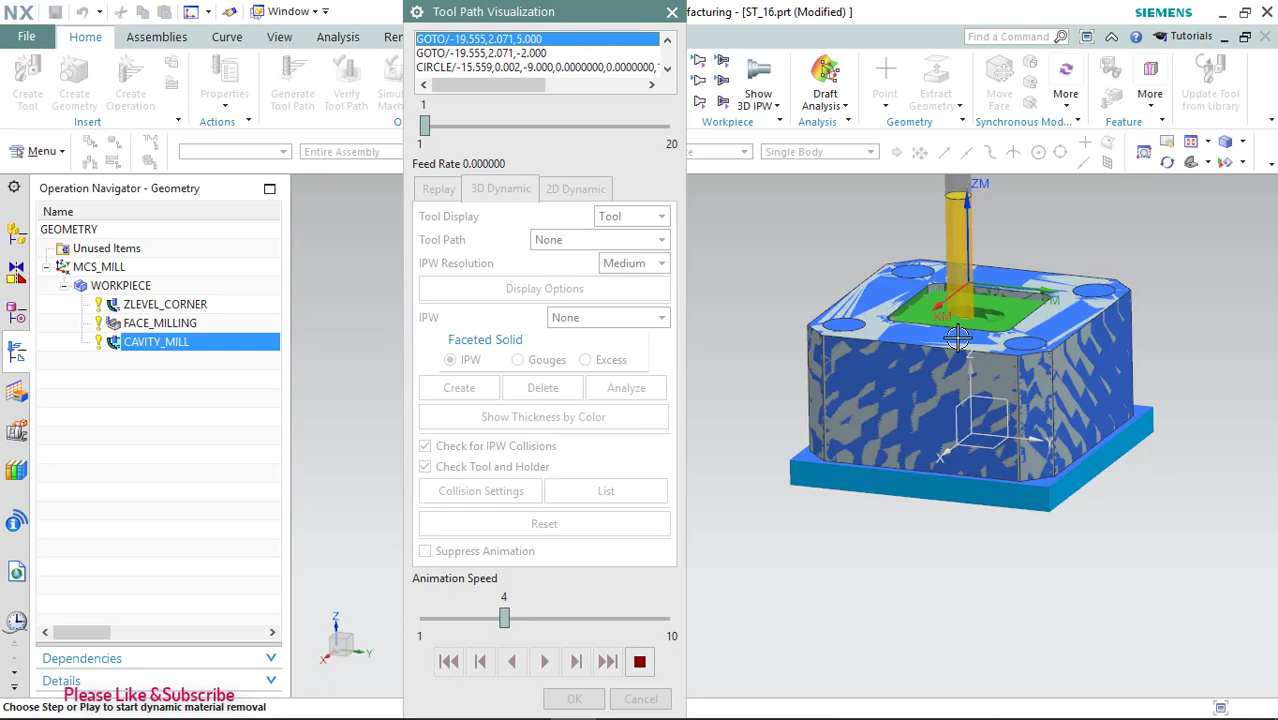 NX
Window
Tool Path Visualization
facturing - [ST_16.prt (Modified) ]
SIEMENS
File
Home
Assemblies
Curve
View
Analysis
Ren
Find a Command
Tutorials
Create Tool
Create Geometry
Create Operation
Properties
Generate Tool Path
Verify Tool Path
Show 3D IPW
Draft Analysis
Point
Extract Geometry
Move Face
More
More
Update Tool from Library
Insert
Actions
Workpiece
Analysis
Geometry
Synchronous Mod...
Feature
Menu
Entire Assembly
Single Body
GOTO/-19.555,2.071,5.000
GOTO/-19.555,2.071,-2.000
CIRCLE/-15.559,0.002,-9.000,0.0000000,0.0000000,
1
1
20
Feed Rate 0.000000
Replay
3D Dynamic
2D Dynamic
Tool Display
Tool
Tool Path
None
IPW Resolution
Medium
Display Options
IPW
None
Faceted Solid
IPW
Gouges
Excess
Create
Delete
Analyze
Show Thickness by Color
Check for IPW Collisions
Check Tool and Holder
Collision Settings
List
Reset
Suppress Animation
Animation Speed
4
1
10
OK
Cancel
Operation Navigator - Geometry
Name
GEOMETRY
Unused Items
MCS_MILL
WORKPIECE
ZLEVEL_CORNER
FACE_MILLING
CAVITY_MILL
Dependencies
Details
Please Like &Subscribe
Choose Step or Play to start dynamic material removal
ZM
XM
Z
X
Z
X
Y